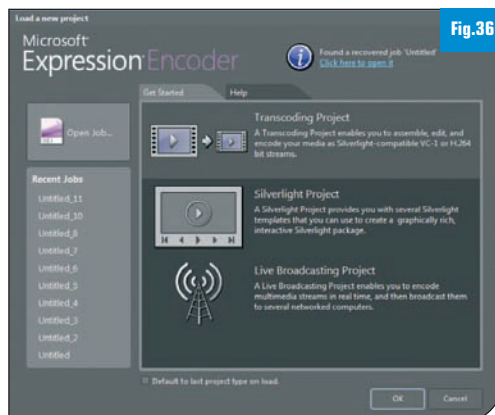 Load a new project
Fig.36
Microsoft
Expression Encoder
Found a recovered job 'Untitled'
Click here to open it
Get Started
Help
Open Job...
Recent Jobs
Untitled_11
Untitled_10
Untitled_8
Untitled_7
Untitled_6
Untitled_5
Untitled_4
Untitled_3
Untitled_2
Untitled
Transcoding Project
A Transcoding Project enables you to assemble, edit, and
encode your media as Silverlight-compatible VC-1 or H.264
bit streams.
Silverlight Project
A Silverlight Project provides you with several Silverlight
templates that you can use to create a graphically rich,
interactive Silverlight package.
Live Broadcasting Project
A Live Broadcasting Project enables you to encode
multimedia streams in real time, and then broadcast them
to several networked computers.
Default to last project type on load.
OK
Cancel